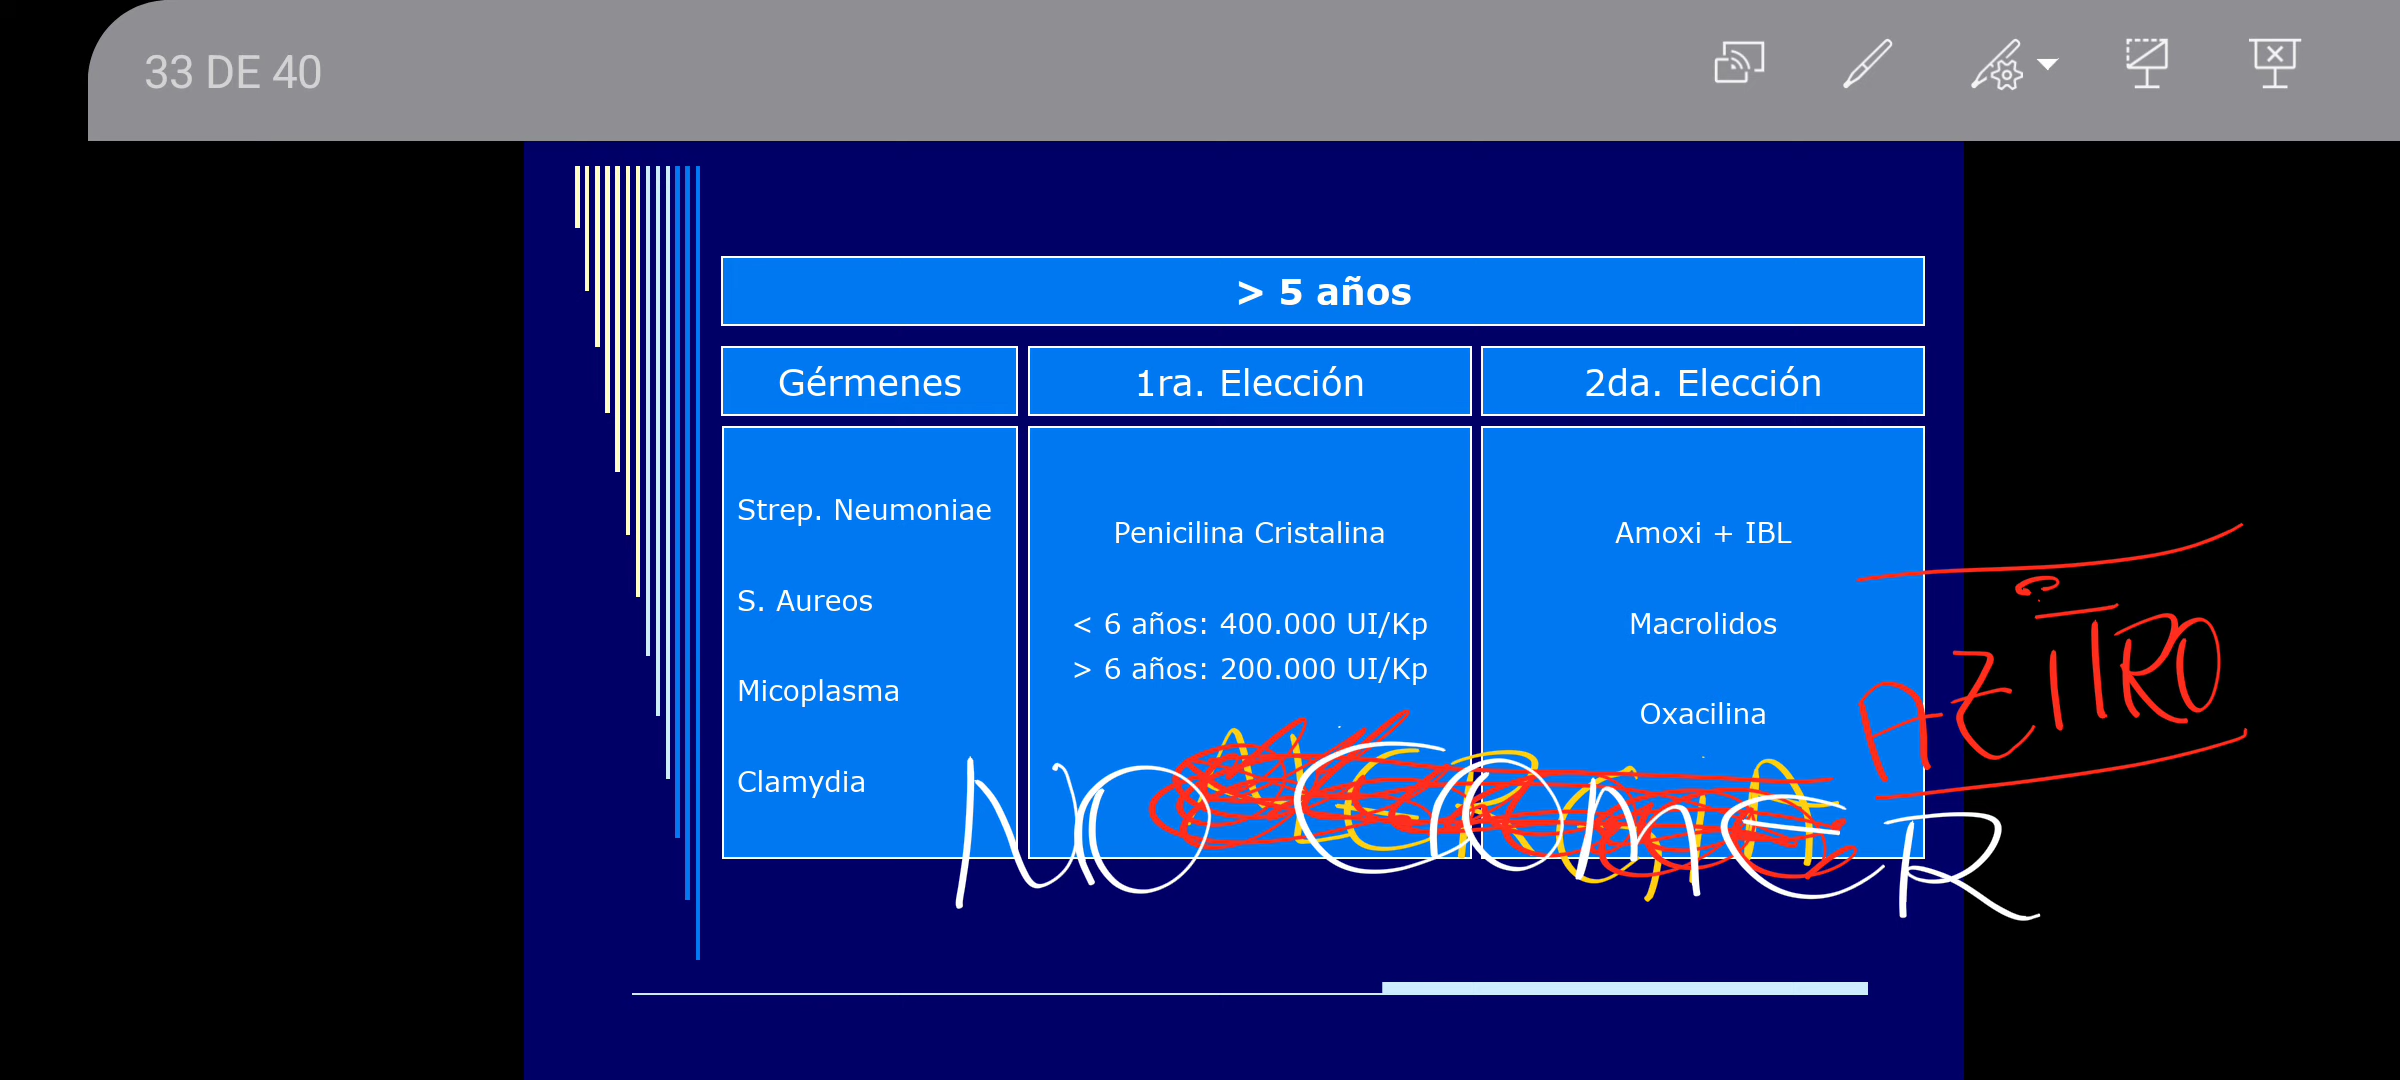 33 DE 40
> 5 años
Gérmenes
1ra. Elección
2da. Elección
Strep. Neumoniae
S. Aureos
Micoplasma
Clamydia
Penicilina Cristalina
< 6 años: 400.000 UI/Kp
> 6 años: 200.000 UI/Kp
Amoxi + IBL
Macrolidos
Oxacilina
AZITRO
NO COMER